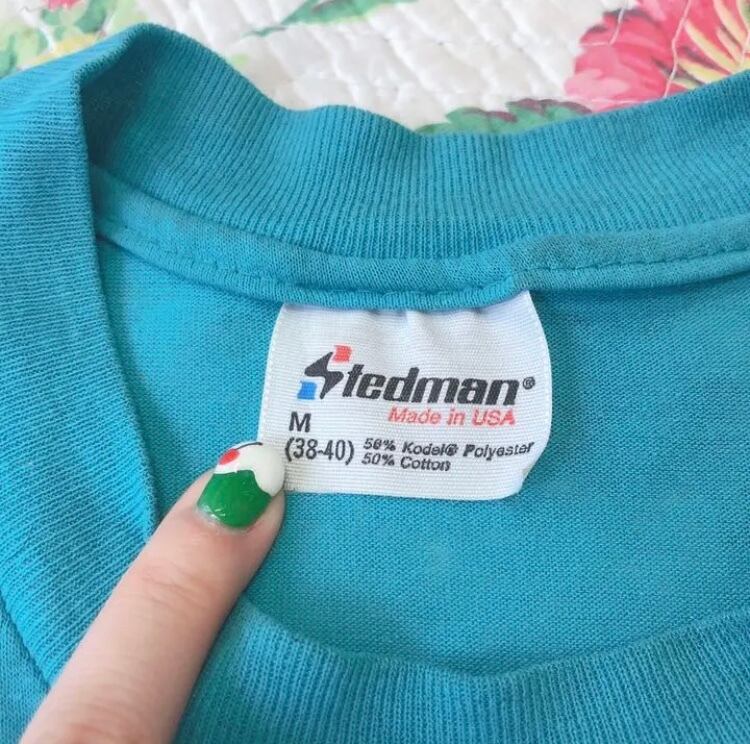 Stedman®
Made in USA
M
(38-40)
50% Kodel® Polyester
50% Cotton